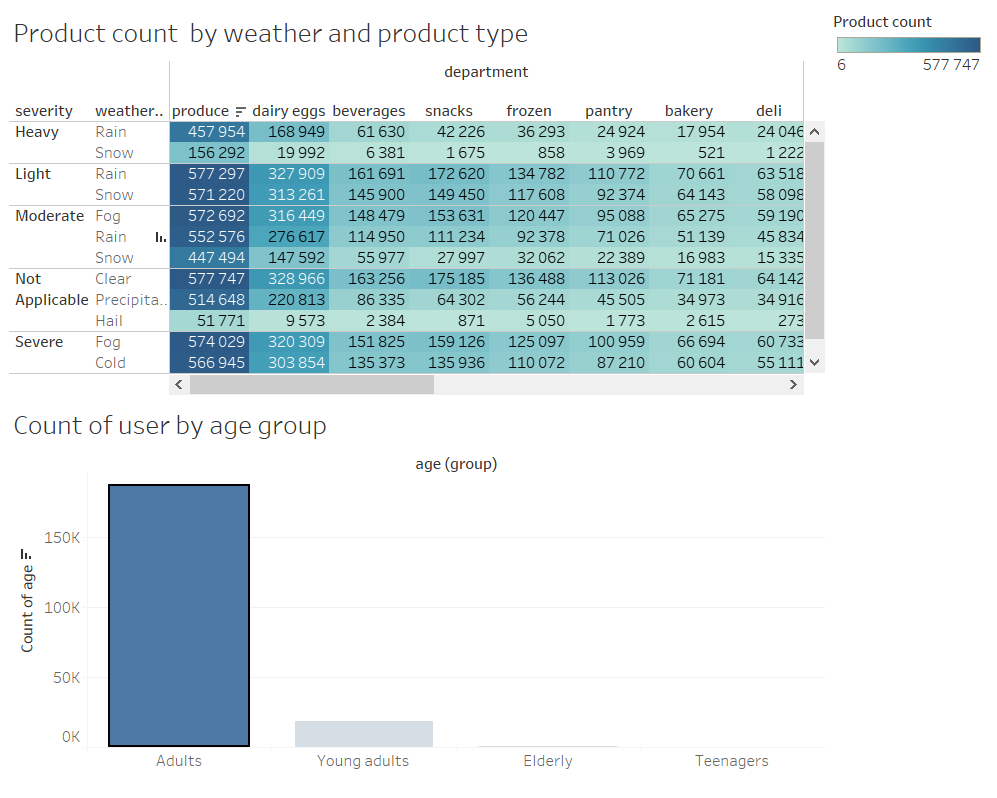 Product count by weather and product type
Product count
6 577 747
department
severity weather.. produce dairy eggs beverages snacks frozen pantry bakery deli
Heavy Rain 457 954 168 949 61 630 42 226 36 293 24 924 17 954 24 046
Snow 156 292 19 992 6 381 1 675 858 3 969 521 1 222
Light Rain 577 297 327 909 161 691 172 620 134 782 110 772 70 661 63 518
Snow 571 220 313 261 145 900 149 450 117 608 92 374 64 143 58 098
Moderate Fog 572 692 316 449 148 479 153 631 120 447 95 088 65 275 59 190
Rain 552 576 276 617 114 950 111 234 92 378 71 026 51 139 45 834
Snow 447 494 147 592 55 977 27 997 32 062 22 389 16 983 15 335
Not Clear 577 747 328 966 163 256 175 185 136 488 113 026 71 181 64 142
Applicable Precipita.. 514 648 220 813 86 335 64 302 56 244 45 505 34 973 34 916
Hail 51 771 9 573 2 384 871 5 050 1 773 2 615 273
Severe Fog 574 029 320 309 151 825 159 126 125 097 100 959 66 694 60 733
Cold 566 945 303 854 135 373 135 936 110 072 87 210 60 604 55 111
Count of user by age group
age (group)
Count of age
150K
100K
50K
0K
Adults Young adults Elderly Teenagers